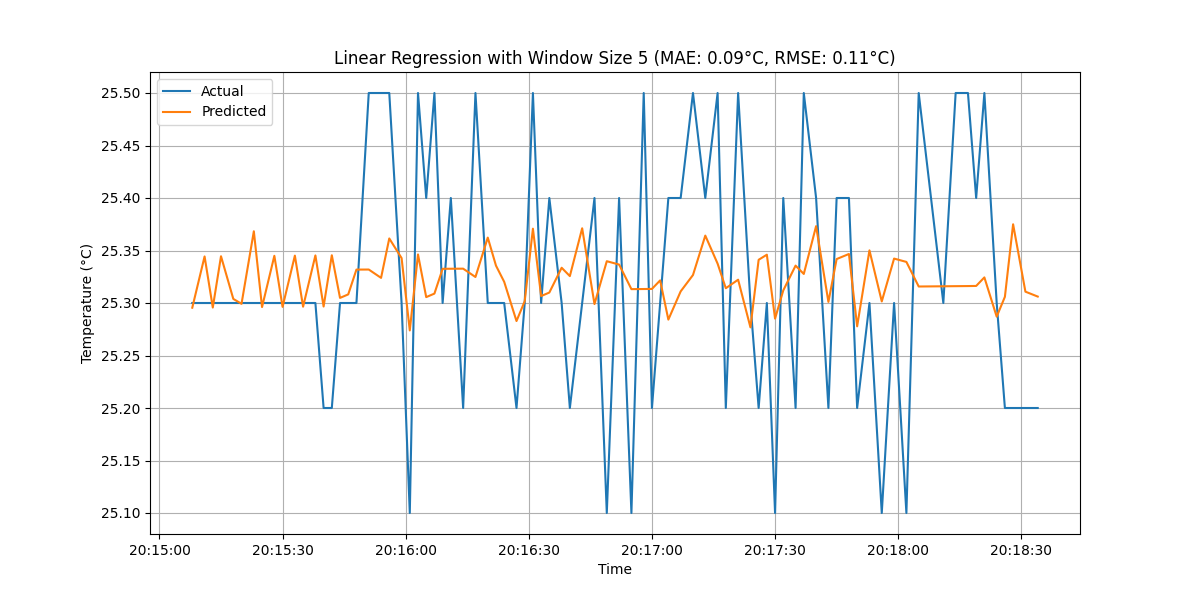 Linear Regression with Window Size 5 (MAE: 0.09°C, RMSE: 0.11°C)
Actual
Predicted
Temperature (°C)
25.50
25.45
25.40
25.35
25.30
25.25
25.20
25.15
25.10
20:15:00 20:15:30 20:16:00 20:16:30 20:17:00 20:17:30 20:18:00 20:18:30
Time